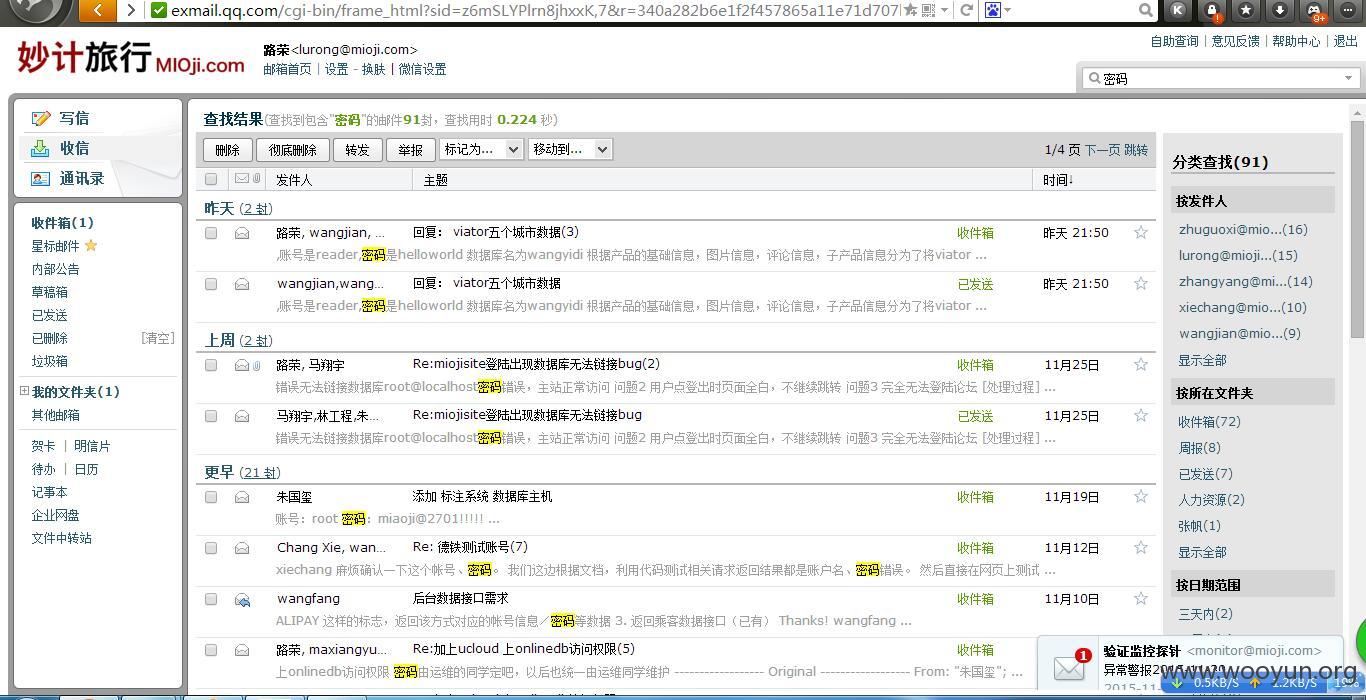 exmail.qq.com/cgi-bin/frame_html?sid=z6mSLYPlrn8jhxxK,7&r=340a282b6e1f2f457865a11e71d707
妙计旅行 MIOji.com
路荣<lurong@mioji.com>
邮箱首页 | 设置 - 换肤 | 微信设置
自助查询 | 意见反馈 | 帮助中心 | 退出
密码
写信
收信
通讯录
收件箱(1)
星标邮件
内部公告
草稿箱
已发送
已删除 [清空]
垃圾箱
我的文件夹(1)
其他邮箱
贺卡 | 明信片
待办 | 日历
记事本
企业网盘
文件中转站
查找结果(查找到包含"密码"的邮件91封，查找用时 0.224 秒)
删除 彻底删除 转发 举报 标记为... 移动到... 1/4 页 下一页 跳转
发件人 主题 时间↓
昨天 (2 封)
路荣, wangjian, ... 回复： viator五个城市数据(3) 收件箱 昨天 21:50
,账号是reader,密码是helloworld 数据库名为wangyidi 根据产品的基础信息，图片信息，评论信息，子产品信息分为了将viator ...
wangjian,wang... 回复： viator五个城市数据 已发送 昨天 21:50
,账号是reader,密码是helloworld 数据库名为wangyidi 根据产品的基础信息，图片信息，评论信息，子产品信息分为了将viator ...
上周 (2 封)
路荣, 马翔宇 Re:miojisite登陆出现数据库无法链接bug(2) 收件箱 11月25日
错误无法链接数据库root@localhost密码错误，主站正常访问 问题2 用户点登出时页面全白，不继续跳转 问题3 完全无法登陆论坛 [处理过程] ...
马翔宇,林工程,朱... Re:miojisite登陆出现数据库无法链接bug 已发送 11月25日
错误无法链接数据库root@localhost密码错误，主站正常访问 问题2 用户点登出时页面全白，不继续跳转 问题3 完全无法登陆论坛 [处理过程] ...
更早 (21 封)
朱国玺 添加 标注系统 数据库主机 收件箱 11月19日
账号：root 密码：miaoji@2701!!!!! ...
Chang Xie, wan... Re: 德铁测试账号(7) 收件箱 11月12日
xiechang 麻烦确认一下这个帐号、密码。 我们这边根据文档，利用代码测试相关请求返回结果都是账户名、密码错误。 然后直接在网页上测试 ...
wangfang 后台数据接口需求 收件箱 11月10日
ALIPAY 这样的标志，返回该方式对应的帐号信息／密码等数据 3. 返回乘客数据接口（已有） Thanks! wangfang ...
路荣, maxiangyu... Re:加上ucloud 上onlinedb访问权限(5) 收件箱
上onlinedb访问权限 密码由运维的同学定吧，以后也统一由运维同学维护 ------------------ Original ------------------ From: "朱国玺"; ...
分类查找(91)
按发件人
zhuguoxi@mio...(16)
lurong@mioji...(15)
zhangyang@mi...(14)
xiechang@mio...(10)
wangjian@mio...(9)
显示全部
按所在文件夹
收件箱(72)
周报(8)
已发送(7)
人力资源(2)
张帆(1)
显示全部
按日期范围
三天内(2)
1
验证监控探针 <monitor@mioji.com>
www.wooyun.org
0.5KB/S 1.2KB/S